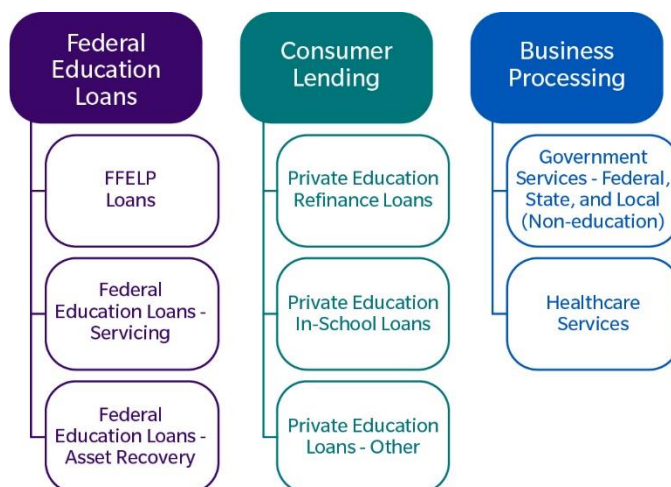 Federal
Education
Loans
FFELP
Loans
Federal
Education Loans -
Servicing
Federal
Education Loans -
Asset Recovery
Consumer
Lending
Private Education
Refinance Loans
Private Education
In-School Loans
Private Education
Loans - Other
Business
Processing
Government
Services - Federal,
State, and Local
(Non-education)
Healthcare
Services